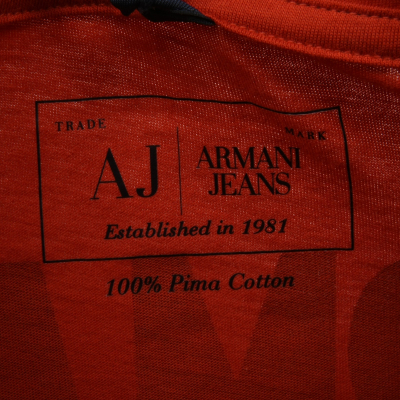 TRADE MARK
AJ ARMANI
JEANS
Established in 1981
100% Pima Cotton